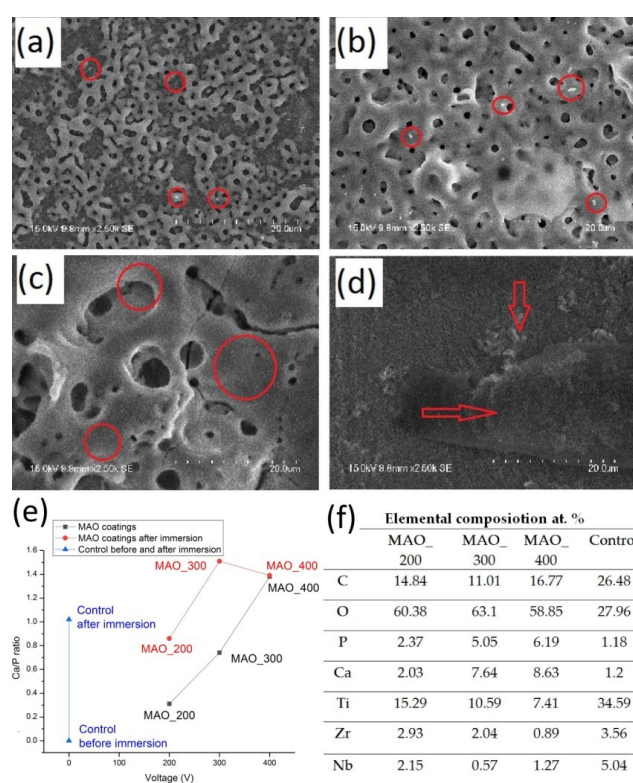 (a)
15.0kV 9.8mm x2.50k SE 20.0um
(b)
15.0kV 9.8mm x2.50k SE 20.0um
(c)
15.0kV 9.8mm x2.50k SE 20.0um
(d)
15.0kV 9.8mm x2.50k SE 20.0um
(e)
MAO coatings
MAO coatings after immersion
Control before and after immersion
Ca/P ratio
1.6
1.4
1.2
1.0
0.8
0.6
0.4
0.2
0.0
MAO_300
MAO_400
MAO_400
Control
after immersion
MAO_200
MAO_300
MAO_200
Control
before immersion
0 100 200 300 400
Voltage (V)
(f)
Elemental composiotion at. %
MAO_ MAO_ MAO_ Control
200 300 400
C 14.84 11.01 16.77 26.48
O 60.38 63.1 58.85 27.96
P 2.37 5.05 6.19 1.18
Ca 2.03 7.64 8.63 1.2
Ti 15.29 10.59 7.41 34.59
Zr 2.93 2.04 0.89 3.56
Nb 2.15 0.57 1.27 5.04